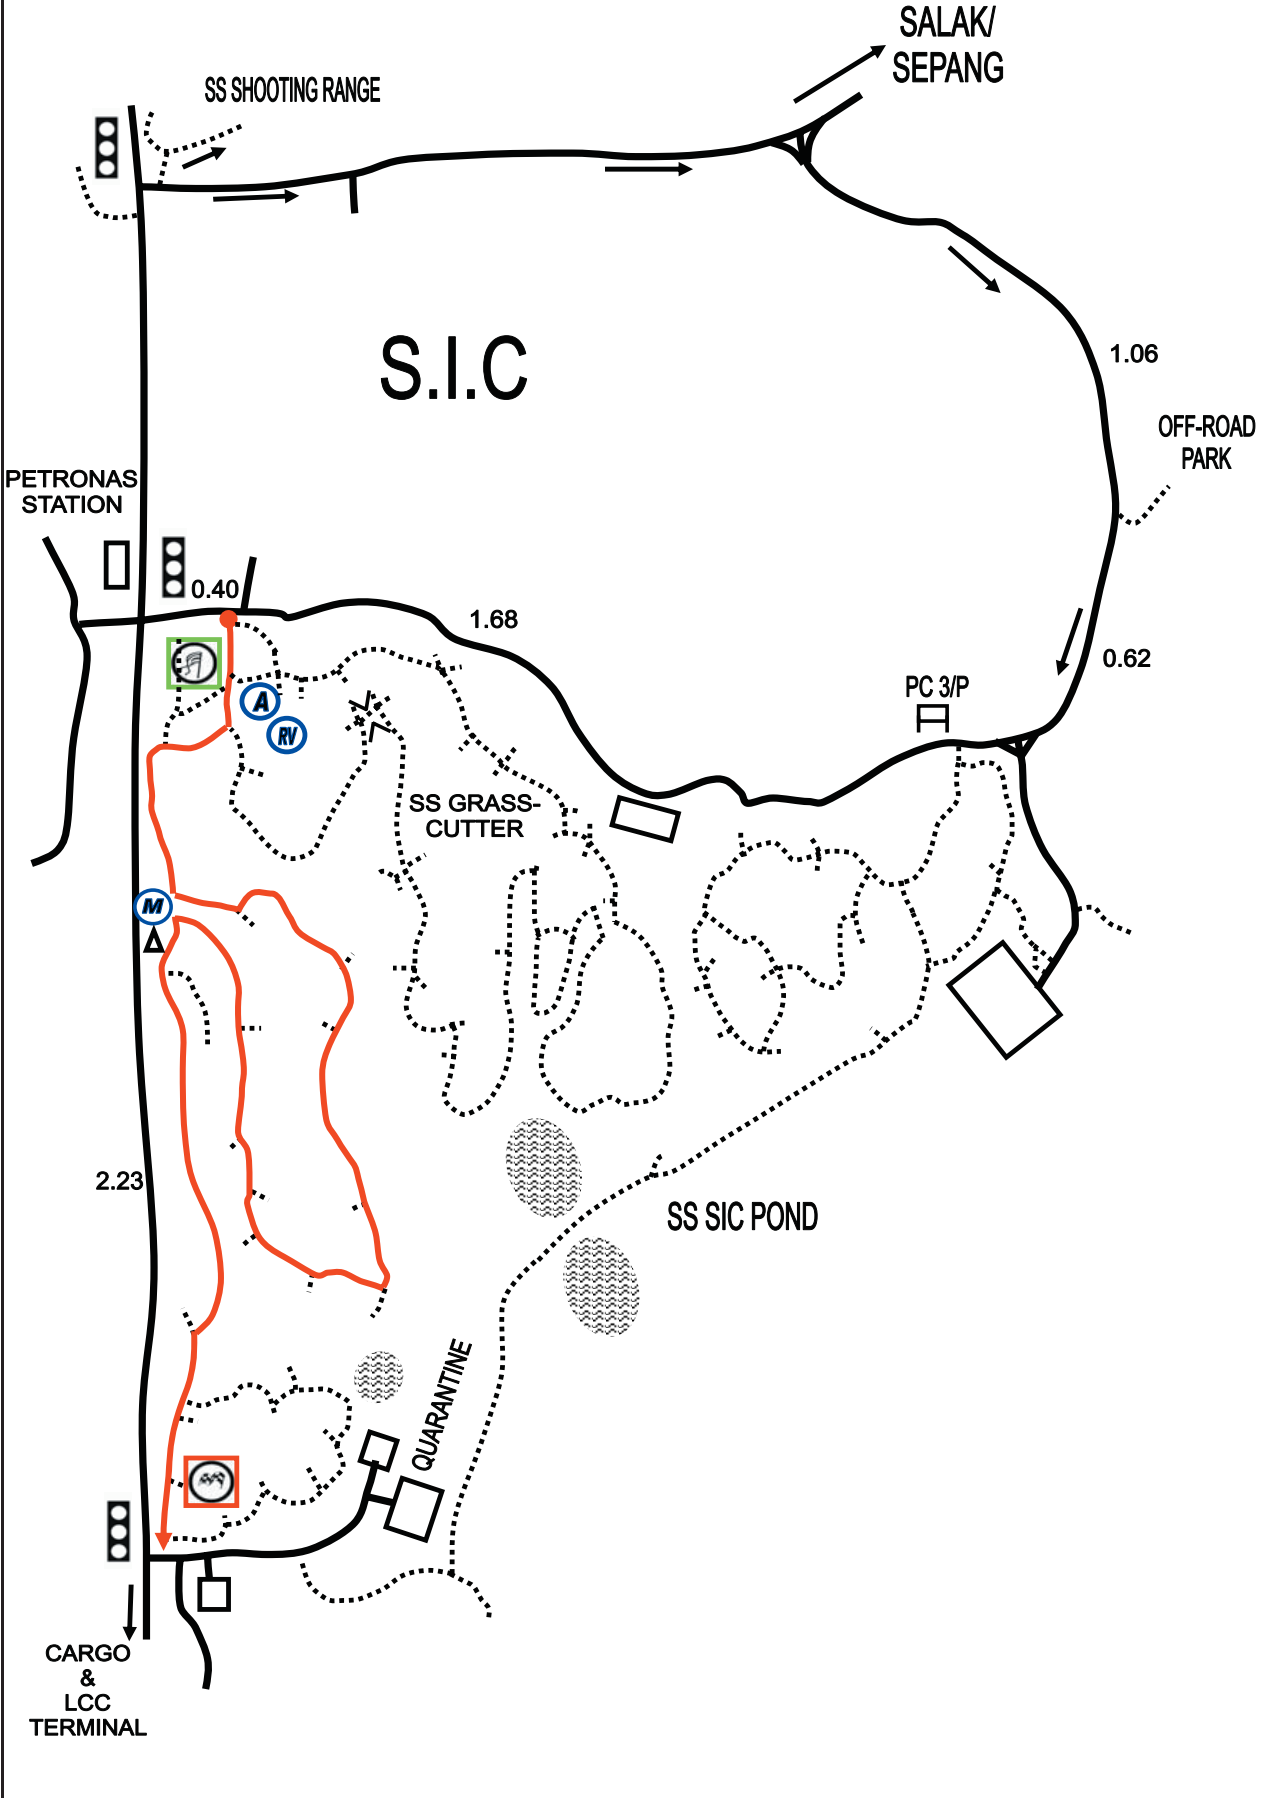 SALAK/
SEPANG
SS SHOOTING RANGE
S.I.C
1.06
OFF-ROAD
PARK
PETRONAS
STATION
0.40
1.68
0.62
PC 3/P
A
RV
SS GRASS-
CUTTER
M
2.23
SS SIC POND
QUARANTINE
CARGO
&
LCC
TERMINAL